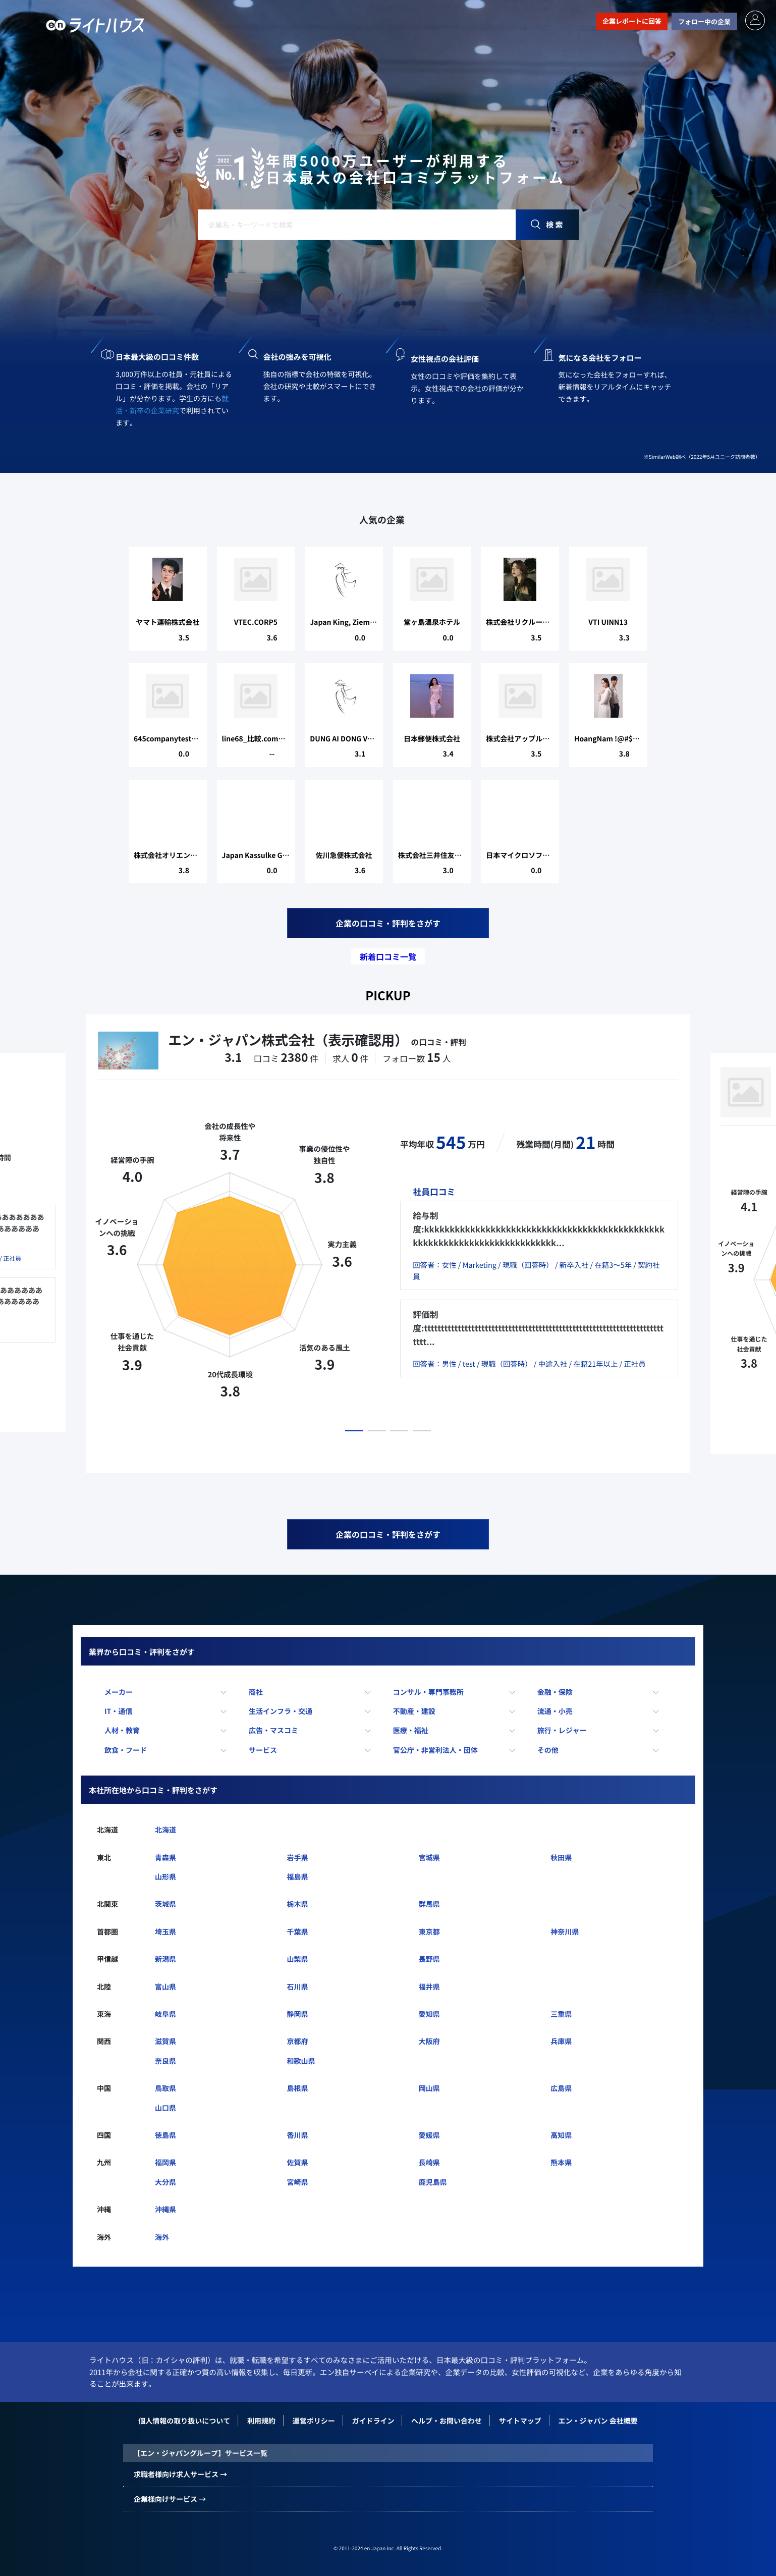 en ライトハウス
企業レポートに回答
フォロー中の企業
2022 No.1
年間5000万ユーザーが利用する
日本最大の会社口コミプラットフォーム
企業名・キーワードで検索
検索
日本最大級の口コミ件数
3,000万件以上の社員・元社員による
口コミ・評価を掲載。会社の「リア
ル」が分かります。学生の方にも就
活・新卒の企業研究で利用されてい
ます。
会社の強みを可視化
独自の指標で会社の特徴を可視化。
会社の研究や比較がスマートにでき
ます。
女性視点の会社評価
女性の口コミや評価を集約して表
示。女性視点での会社の評価が分か
ります。
気になる会社をフォロー
気になった会社をフォローすれば、
新着情報をリアルタイムにキャッチ
できます。
※SimilarWeb調べ（2022年5月ユニーク訪問者数）
人気の企業
ヤマト運輸株式会社
3.5
VTEC.CORP5
3.6
Japan King, Ziem…
0.0
堂ヶ島温泉ホテル
0.0
株式会社リクルー…
3.5
VTI UINN13
3.3
645companytest…
0.0
line68_比較.com…
--
DUNG AI DONG V…
3.1
日本郵便株式会社
3.4
株式会社アップル…
3.5
HoangNam !@#$…
3.8
株式会社オリエン…
3.8
Japan Kassulke G…
0.0
佐川急便株式会社
3.6
株式会社三井住友…
3.0
日本マイクロソフ…
0.0
企業の口コミ・評判をさがす
新着口コミ一覧
PICKUP
エン・ジャパン株式会社（表示確認用） の口コミ・評判
3.1 口コミ 2380 件 求人 0 件 フォロー数 15 人
会社の成長性や
将来性
3.7
事業の優位性や
独自性
3.8
実力主義
3.6
活気のある風土
3.9
20代成長環境
3.8
仕事を通じた
社会貢献
3.9
イノベーショ
ンへの挑戦
3.6
経営陣の手腕
4.0
平均年収 545 万円 残業時間(月間) 21 時間
社員口コミ
給与制
度:kkkkkkkkkkkkkkkkkkkkkkkkkkkkkkkkkkkkkkkkkkkkkkk
kkkkkkkkkkkkkkkkkkkkkkkkkkkk…
回答者：女性 / Marketing / 現職（回答時） / 新卒入社 / 在籍3～5年 / 契約社
員
評価制
度:tttttttttttttttttttttttttttttttttttttttttttttttttttttttttttttttttttttt
tttt…
回答者：男性 / test / 現職（回答時） / 中途入社 / 在籍21年以上 / 正社員
時間
ああああああ
ああああああ
/ 正社員
ああああああ
ああああああ
経営陣の手腕
4.1
イノベーショ
ンへの挑戦
3.9
仕事を通じた
社会貢献
3.8
企業の口コミ・評判をさがす
業界から口コミ・評判をさがす
メーカー 商社 コンサル・専門事務所 金融・保険
IT・通信 生活インフラ・交通 不動産・建設 流通・小売
人材・教育 広告・マスコミ 医療・福祉 旅行・レジャー
飲食・フード サービス 官公庁・非営利法人・団体 その他
本社所在地から口コミ・評判をさがす
北海道 北海道
東北 青森県 岩手県 宮城県 秋田県
山形県 福島県
北関東 茨城県 栃木県 群馬県
首都圏 埼玉県 千葉県 東京都 神奈川県
甲信越 新潟県 山梨県 長野県
北陸 富山県 石川県 福井県
東海 岐阜県 静岡県 愛知県 三重県
関西 滋賀県 京都府 大阪府 兵庫県
奈良県 和歌山県
中国 鳥取県 島根県 岡山県 広島県
山口県
四国 徳島県 香川県 愛媛県 高知県
九州 福岡県 佐賀県 長崎県 熊本県
大分県 宮崎県 鹿児島県
沖縄 沖縄県
海外 海外
ライトハウス（旧：カイシャの評判）は、就職・転職を希望するすべてのみなさまにご活用いただける、日本最大級の口コミ・評判プラットフォーム。
2011年から会社に関する正確かつ質の高い情報を収集し、毎日更新。エン独自サーベイによる企業研究や、企業データの比較、女性評価の可視化など、企業をあらゆる角度から知
ることが出来ます。
個人情報の取り扱いについて 利用規約 運営ポリシー ガイドライン ヘルプ・お問い合わせ サイトマップ エン・ジャパン 会社概要
【エン・ジャパングループ】サービス一覧
求職者様向け求人サービス →
企業様向けサービス →
© 2011-2024 en Japan Inc. All Rights Reserved.